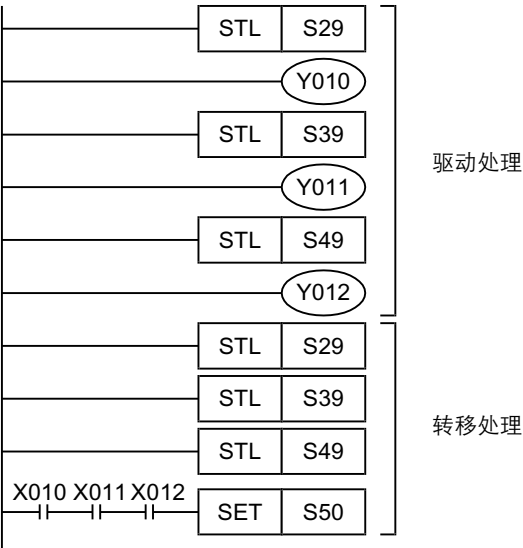 STL S29
Y010
STL S39
驱动处理
Y011
STL S49
Y012
STL S29
STL S39
转移处理
STL S49
X010 X011 X012
SET S50